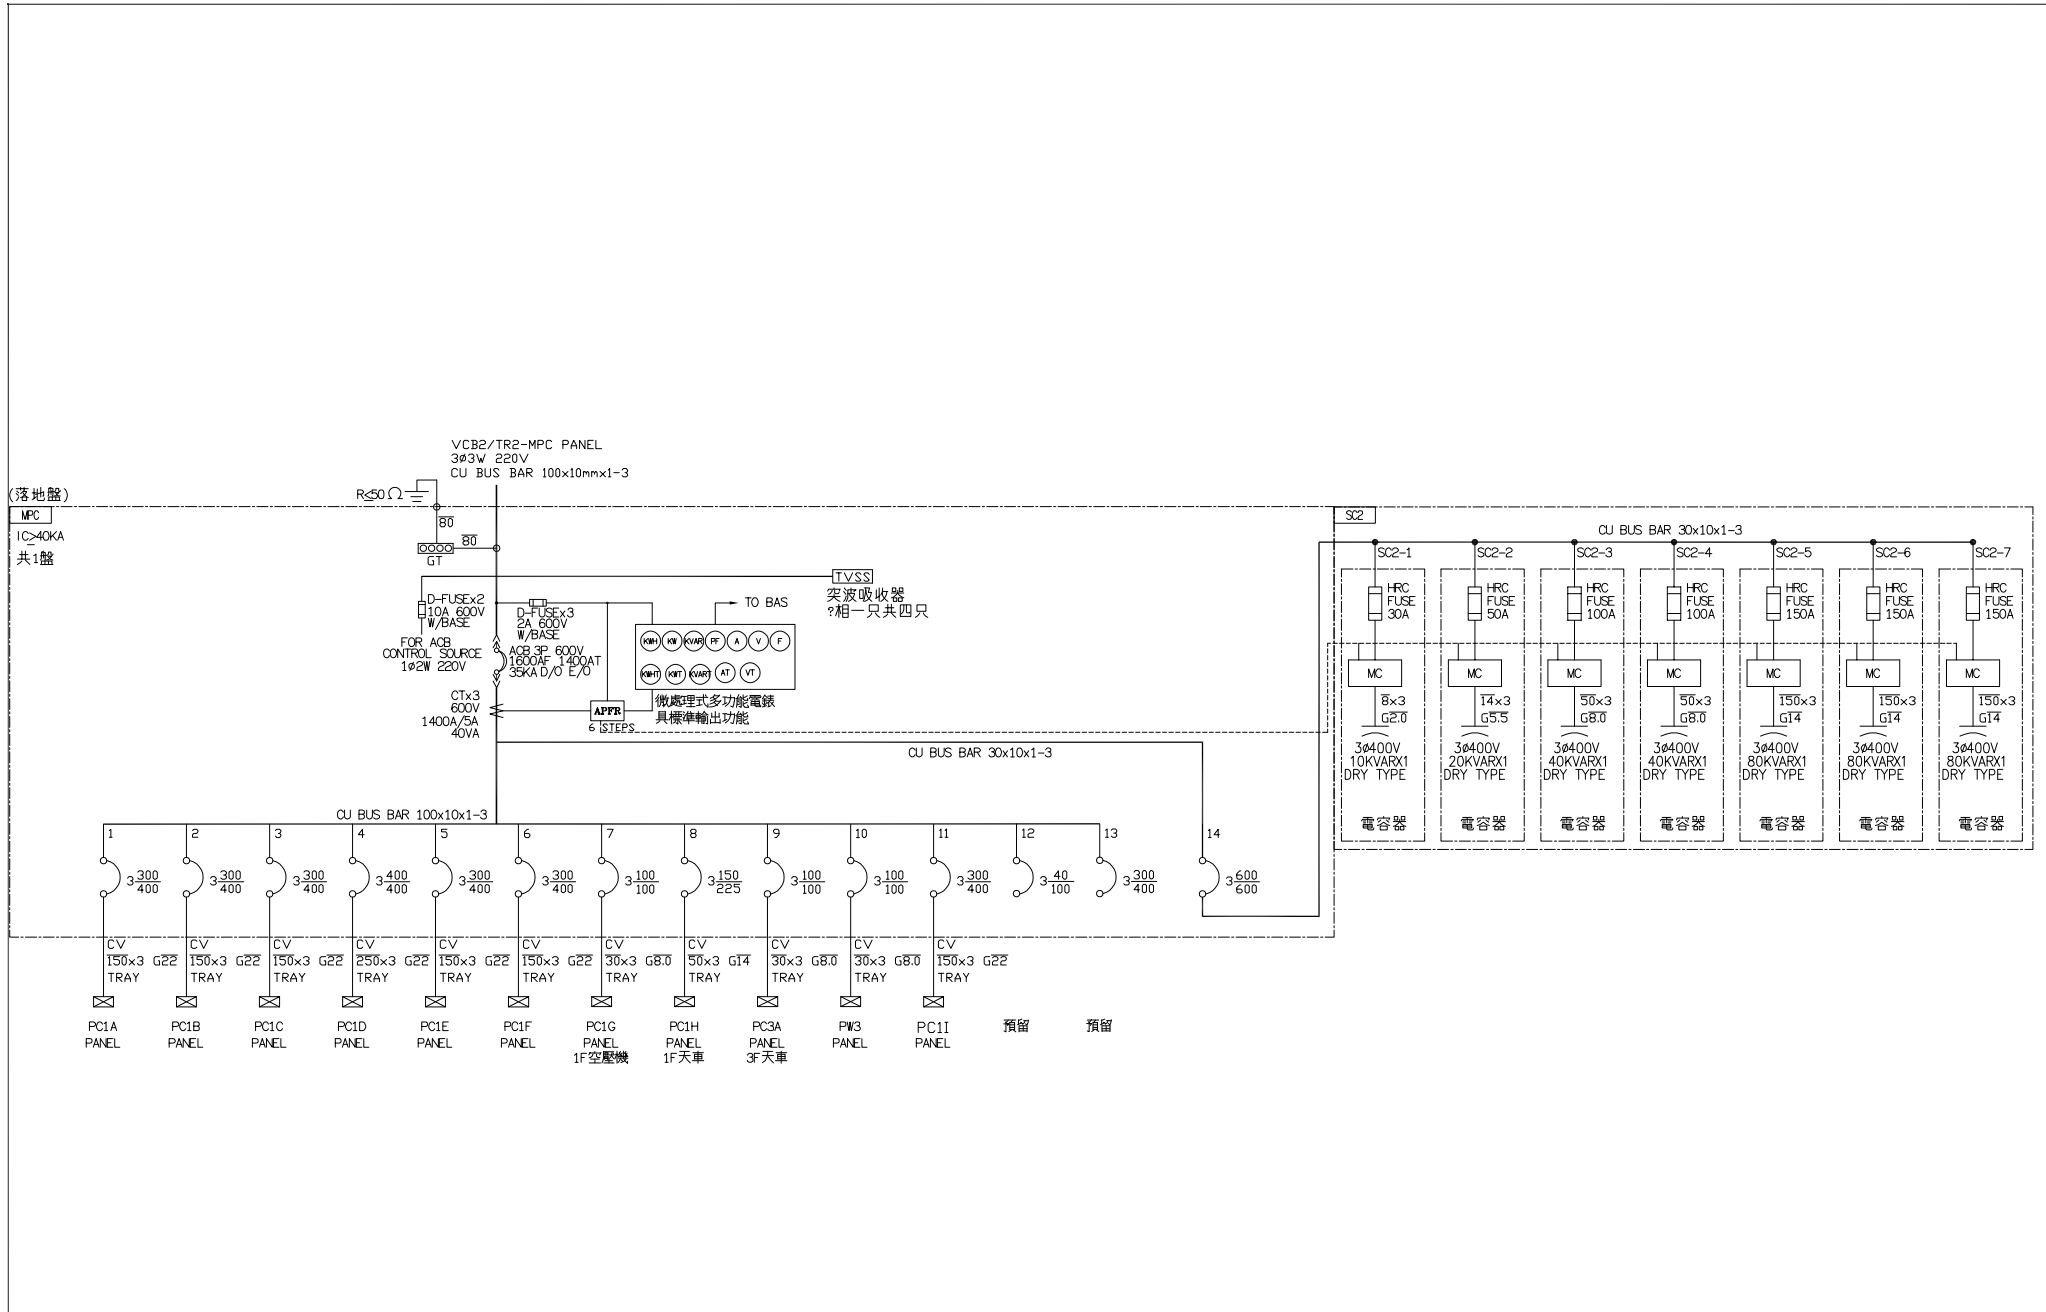 VCB2/TR2-MPC PANEL
3ø3W 220V
CU BUS BAR 100x10mmx1-3
(落地盤)
MPC
IC≥40KA
共1盤
R≤50Ω
80
80
GT
TVSS
突波吸收器
?相一只共四只
D-FUSEx2
10A 600V
W/BASE
FOR ACB
CONTROL SOURCE
1ø2W 220V
D-FUSEx3
2A 600V
W/BASE
TO BAS
KWH KW KVAR PF A V F
KWHT KWT KVART AT VT
ACB 3P 600V
1600AF 1400AT
35KA D/O E/O
CTx3
600V
1400A/5A
40VA
APFR
6 STEPS
微處理式多功能電錶
具標準輸出功能
CU BUS BAR 30x10x1-3
CU BUS BAR 100x10x1-3
1 2 3 4 5 6 7 8 9 10 11 12 13 14
3 300/400 3 300/400 3 300/400 3 400/400 3 300/400 3 300/400 3 100/100 3 150/225 3 100/100 3 100/100 3 300/400 3 40/100 3 300/400 3 600/600
CV CV CV CV CV CV CV CV CV CV CV
150x3 G22 150x3 G22 150x3 G22 250x3 G22 150x3 G22 150x3 G22 30x3 G8.0 50x3 G14 30x3 G8.0 30x3 G8.0 150x3 G22
TRAY TRAY TRAY TRAY TRAY TRAY TRAY TRAY TRAY TRAY TRAY
PC1A PC1B PC1C PC1D PC1E PC1F PC1G PC1H PC3A PW3 PC1I 預留 預留
PANEL PANEL PANEL PANEL PANEL PANEL PANEL PANEL PANEL PANEL PANEL
1F空壓機 1F天車 3F天車
SC2
CU BUS BAR 30x10x1-3
SC2-1 SC2-2 SC2-3 SC2-4 SC2-5 SC2-6 SC2-7
HRC HRC HRC HRC HRC HRC HRC
FUSE FUSE FUSE FUSE FUSE FUSE FUSE
30A 50A 100A 100A 150A 150A 150A
MC MC MC MC MC MC MC
8x3 14x3 50x3 50x3 150x3 150x3 150x3
G2.0 G5.5 G8.0 G8.0 G14 G14 G14
3ø400V 3ø400V 3ø400V 3ø400V 3ø400V 3ø400V 3ø400V
10KVARX1 20KVARX1 40KVARX1 40KVARX1 80KVARX1 80KVARX1 80KVARX1
DRY TYPE DRY TYPE DRY TYPE DRY TYPE DRY TYPE DRY TYPE DRY TYPE
電容器 電容器 電容器 電容器 電容器 電容器 電容器